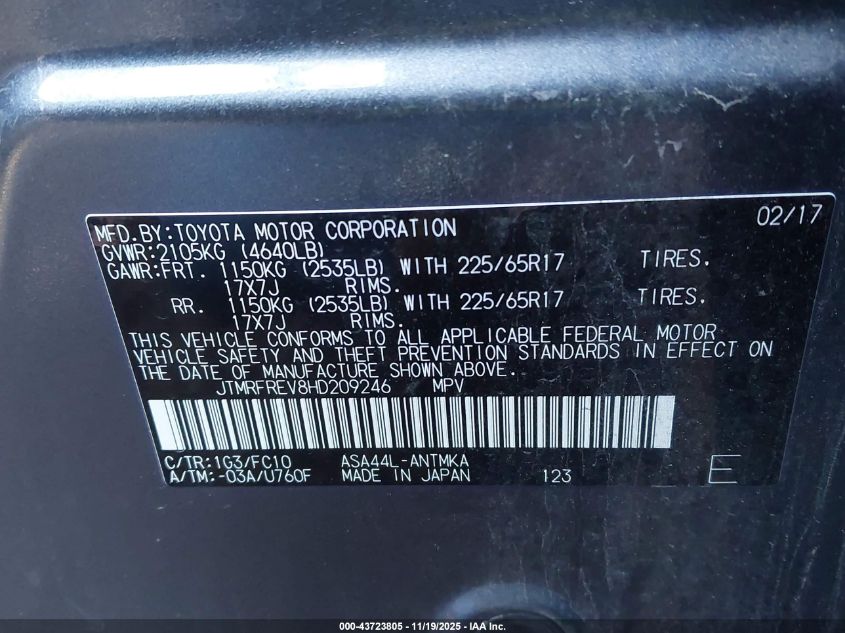 02/17
MFD.BY:TOYOTA MOTOR CORPORATION
GVWR:2105KG (4640LB)
GAWR:FRT. 1150KG (2535LB) WITH 225/65R17 TIRES.
17X7J RIMS.
RR. 1150KG (2535LB) WITH 225/65R17 TIRES.
17X7J RIMS.
THIS VEHICLE CONFORMS TO ALL APPLICABLE FEDERAL MOTOR
VEHICLE SAFETY AND THEFT PREVENTION STANDARDS IN EFFECT ON
THE DATE OF MANUFACTURE SHOWN ABOVE.
JTMRFREV8HD209246 MPV
C/TR:1G3/FC10 ASA44L-ANTMKA
A/TM:-03A/U760F MADE IN JAPAN 123 E
000-43723805 - 11/19/2025 - IAA Inc.